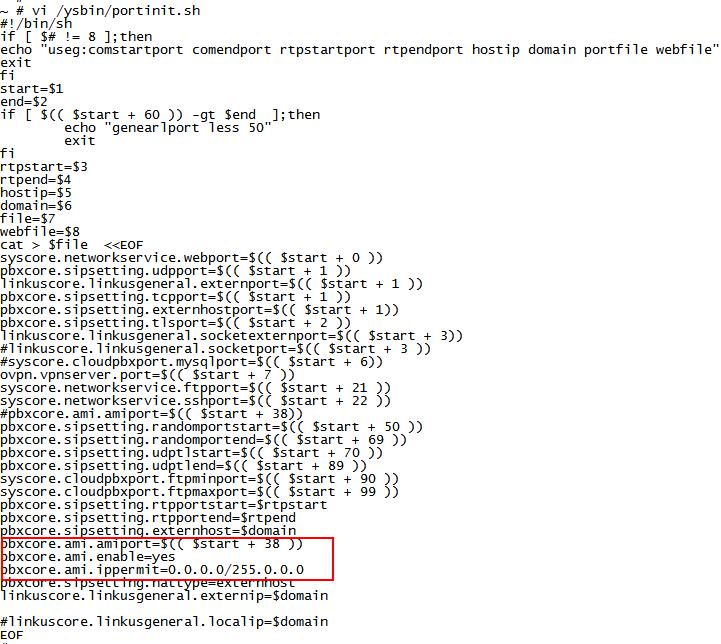 ~ # vi /ysbin/portinit.sh
#!/bin/sh
if [ $# != 8 ];then
echo "useg:comstartport comendport rtpstartport rtpendport hostip domain portfile webfile"
exit
fi
start=$1
end=$2
if [ $(( $start + 60 )) -gt $end  ];then
        echo "genearlport less 50"
        exit
fi
rtpstart=$3
rtpend=$4
hostip=$5
domain=$6
file=$7
webfile=$8
cat > $file  <<EOF
syscore.networkservice.webport=$(( $start + 0 ))
pbxcore.sipsetting.udpport=$(( $start + 1 ))
linkuscore.linkusgeneral.externport=$(( $start + 1 ))
pbxcore.sipsetting.tcpport=$(( $start + 1 ))
pbxcore.sipsetting.externhostport=$(( $start + 1))
pbxcore.sipsetting.tlsport=$(( $start + 2 ))
linkuscore.linkusgeneral.socketexternport=$(( $start + 3))
#linkuscore.linkusgeneral.socketport=$(( $start + 3 ))
#syscore.cloudpbxport.mysqlport=$(( $start + 6))
ovpn.vpnserver.port=$(( $start + 7 ))
syscore.networkservice.ftpport=$(( $start + 21 ))
syscore.networkservice.sshport=$(( $start + 22 ))
#pbxcore.ami.amiport=$(( $start + 38))
pbxcore.sipsetting.randomportstart=$(( $start + 50 ))
pbxcore.sipsetting.randomportend=$(( $start + 69 ))
pbxcore.sipsetting.udptlstart=$(( $start + 70 ))
pbxcore.sipsetting.udptlend=$(( $start + 89 ))
syscore.cloudpbxport.ftpminport=$(( $start + 90 ))
syscore.cloudpbxport.ftpmaxport=$(( $start + 99 ))
pbxcore.sipsetting.rtpportstart=$rtpstart
pbxcore.sipsetting.rtpportend=$rtpend
pbxcore.sipsetting.externhost=$domain
pbxcore.ami.amiport=$(( $start + 38 ))
pbxcore.ami.enable=yes
pbxcore.ami.ippermit=0.0.0.0/255.0.0.0
pbxcore.sipsetting.nattype=externhost
linkuscore.linkusgeneral.externip=$domain
#linkuscore.linkusgeneral.localip=$domain
EOF